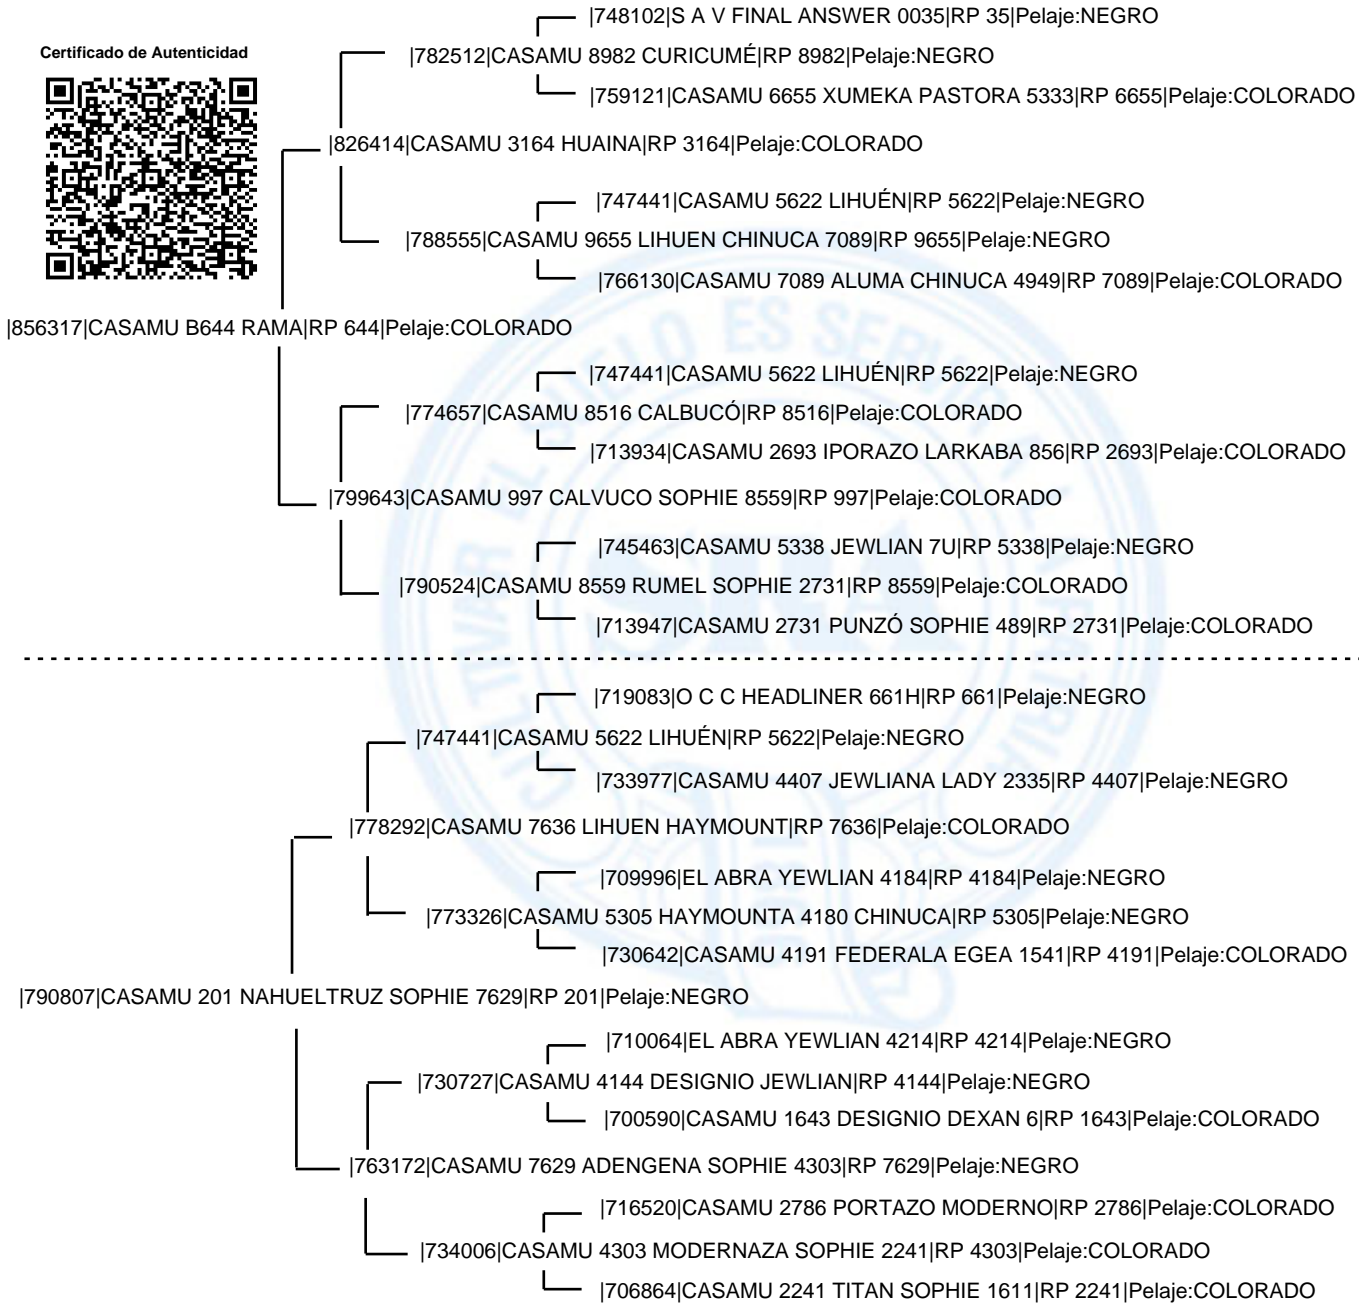 |748102|S A V FINAL ANSWER 0035|RP 35|Pelaje:NEGRO
Certificado de Autenticidad
|782512|CASAMU 8982 CURICUMÉ|RP 8982|Pelaje:NEGRO
|759121|CASAMU 6655 XUMEKA PASTORA 5333|RP 6655|Pelaje:COLORADO
|826414|CASAMU 3164 HUAINA|RP 3164|Pelaje:COLORADO
|747441|CASAMU 5622 LIHUÉN|RP 5622|Pelaje:NEGRO
|788555|CASAMU 9655 LIHUEN CHINUCA 7089|RP 9655|Pelaje:NEGRO
|766130|CASAMU 7089 ALUMA CHINUCA 4949|RP 7089|Pelaje:COLORADO
|856317|CASAMU B644 RAMA|RP 644|Pelaje:COLORADO
|747441|CASAMU 5622 LIHUÉN|RP 5622|Pelaje:NEGRO
|774657|CASAMU 8516 CALBUCÓ|RP 8516|Pelaje:COLORADO
|713934|CASAMU 2693 IPORAZO LARKABA 856|RP 2693|Pelaje:COLORADO
|799643|CASAMU 997 CALVUCO SOPHIE 8559|RP 997|Pelaje:COLORADO
|745463|CASAMU 5338 JEWLIAN 7U|RP 5338|Pelaje:NEGRO
|790524|CASAMU 8559 RUMEL SOPHIE 2731|RP 8559|Pelaje:COLORADO
|713947|CASAMU 2731 PUNZÓ SOPHIE 489|RP 2731|Pelaje:COLORADO
|719083|O C C HEADLINER 661H|RP 661|Pelaje:NEGRO
|747441|CASAMU 5622 LIHUÉN|RP 5622|Pelaje:NEGRO
|733977|CASAMU 4407 JEWLIANA LADY 2335|RP 4407|Pelaje:NEGRO
|778292|CASAMU 7636 LIHUEN HAYMOUNT|RP 7636|Pelaje:COLORADO
|709996|EL ABRA YEWLIAN 4184|RP 4184|Pelaje:NEGRO
|773326|CASAMU 5305 HAYMOUNTA 4180 CHINUCA|RP 5305|Pelaje:NEGRO
|730642|CASAMU 4191 FEDERALA EGEA 1541|RP 4191|Pelaje:COLORADO
|790807|CASAMU 201 NAHUELTRUZ SOPHIE 7629|RP 201|Pelaje:NEGRO
|710064|EL ABRA YEWLIAN 4214|RP 4214|Pelaje:NEGRO
|730727|CASAMU 4144 DESIGNIO JEWLIAN|RP 4144|Pelaje:NEGRO
|700590|CASAMU 1643 DESIGNIO DEXAN 6|RP 1643|Pelaje:COLORADO
|763172|CASAMU 7629 ADENGENA SOPHIE 4303|RP 7629|Pelaje:NEGRO
|716520|CASAMU 2786 PORTAZO MODERNO|RP 2786|Pelaje:COLORADO
|734006|CASAMU 4303 MODERNAZA SOPHIE 2241|RP 4303|Pelaje:COLORADO
|706864|CASAMU 2241 TITAN SOPHIE 1611|RP 2241|Pelaje:COLORADO